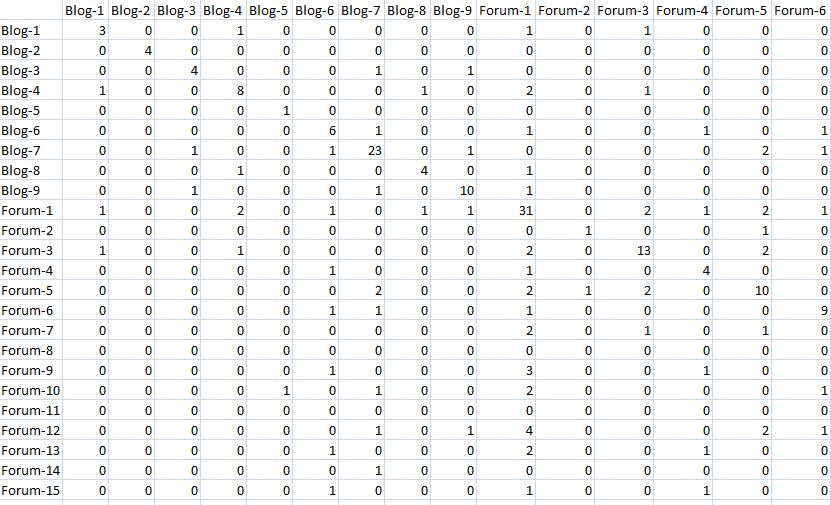 Blog-1 Blog-2 Blog-3 Blog-4 Blog-5 Blog-6 Blog-7 Blog-8 Blog-9 Forum-1 Forum-2 Forum-3 Forum-4 Forum-5 Forum-6
Blog-1 3 0 0 1 0 0 0 0 0 1 0 1 0 0 0
Blog-2 0 4 0 0 0 0 0 0 0 0 0 0 0 0 0
Blog-3 0 0 4 0 0 0 1 0 1 0 0 0 0 0 0
Blog-4 1 0 0 8 0 0 0 1 0 2 0 1 0 0 0
Blog-5 0 0 0 0 1 0 0 0 0 0 0 0 0 0 0
Blog-6 0 0 0 0 0 6 1 0 0 1 0 0 1 0 1
Blog-7 0 0 1 0 0 1 23 0 1 0 0 0 0 2 1
Blog-8 0 0 0 1 0 0 0 4 0 1 0 0 0 0 0
Blog-9 0 0 1 0 0 0 1 0 10 1 0 0 0 0 0
Forum-1 1 0 0 2 0 1 0 1 1 31 0 2 1 2 1
Forum-2 0 0 0 0 0 0 0 0 0 0 1 0 0 1 0
Forum-3 1 0 0 1 0 0 0 0 0 2 0 13 0 2 0
Forum-4 0 0 0 0 0 1 0 0 0 1 0 0 4 0 0
Forum-5 0 0 0 0 0 0 2 0 0 2 1 2 0 10 0
Forum-6 0 0 0 0 0 1 1 0 0 1 0 0 0 0 9
Forum-7 0 0 0 0 0 0 0 0 0 2 0 1 0 1 0
Forum-8 0 0 0 0 0 0 0 0 0 0 0 0 0 0 0
Forum-9 0 0 0 0 0 1 0 0 0 3 0 0 1 0 0
Forum-10 0 0 0 0 1 0 1 0 0 2 0 0 0 0 1
Forum-11 0 0 0 0 0 0 0 0 0 0 0 0 0 0 0
Forum-12 0 0 0 0 0 0 1 0 1 4 0 0 0 2 1
Forum-13 0 0 0 0 0 1 0 0 0 2 0 0 1 0 0
Forum-14 0 0 0 0 0 0 1 0 0 0 0 0 0 0 0
Forum-15 0 0 0 0 0 1 0 0 0 1 0 0 1 0 0